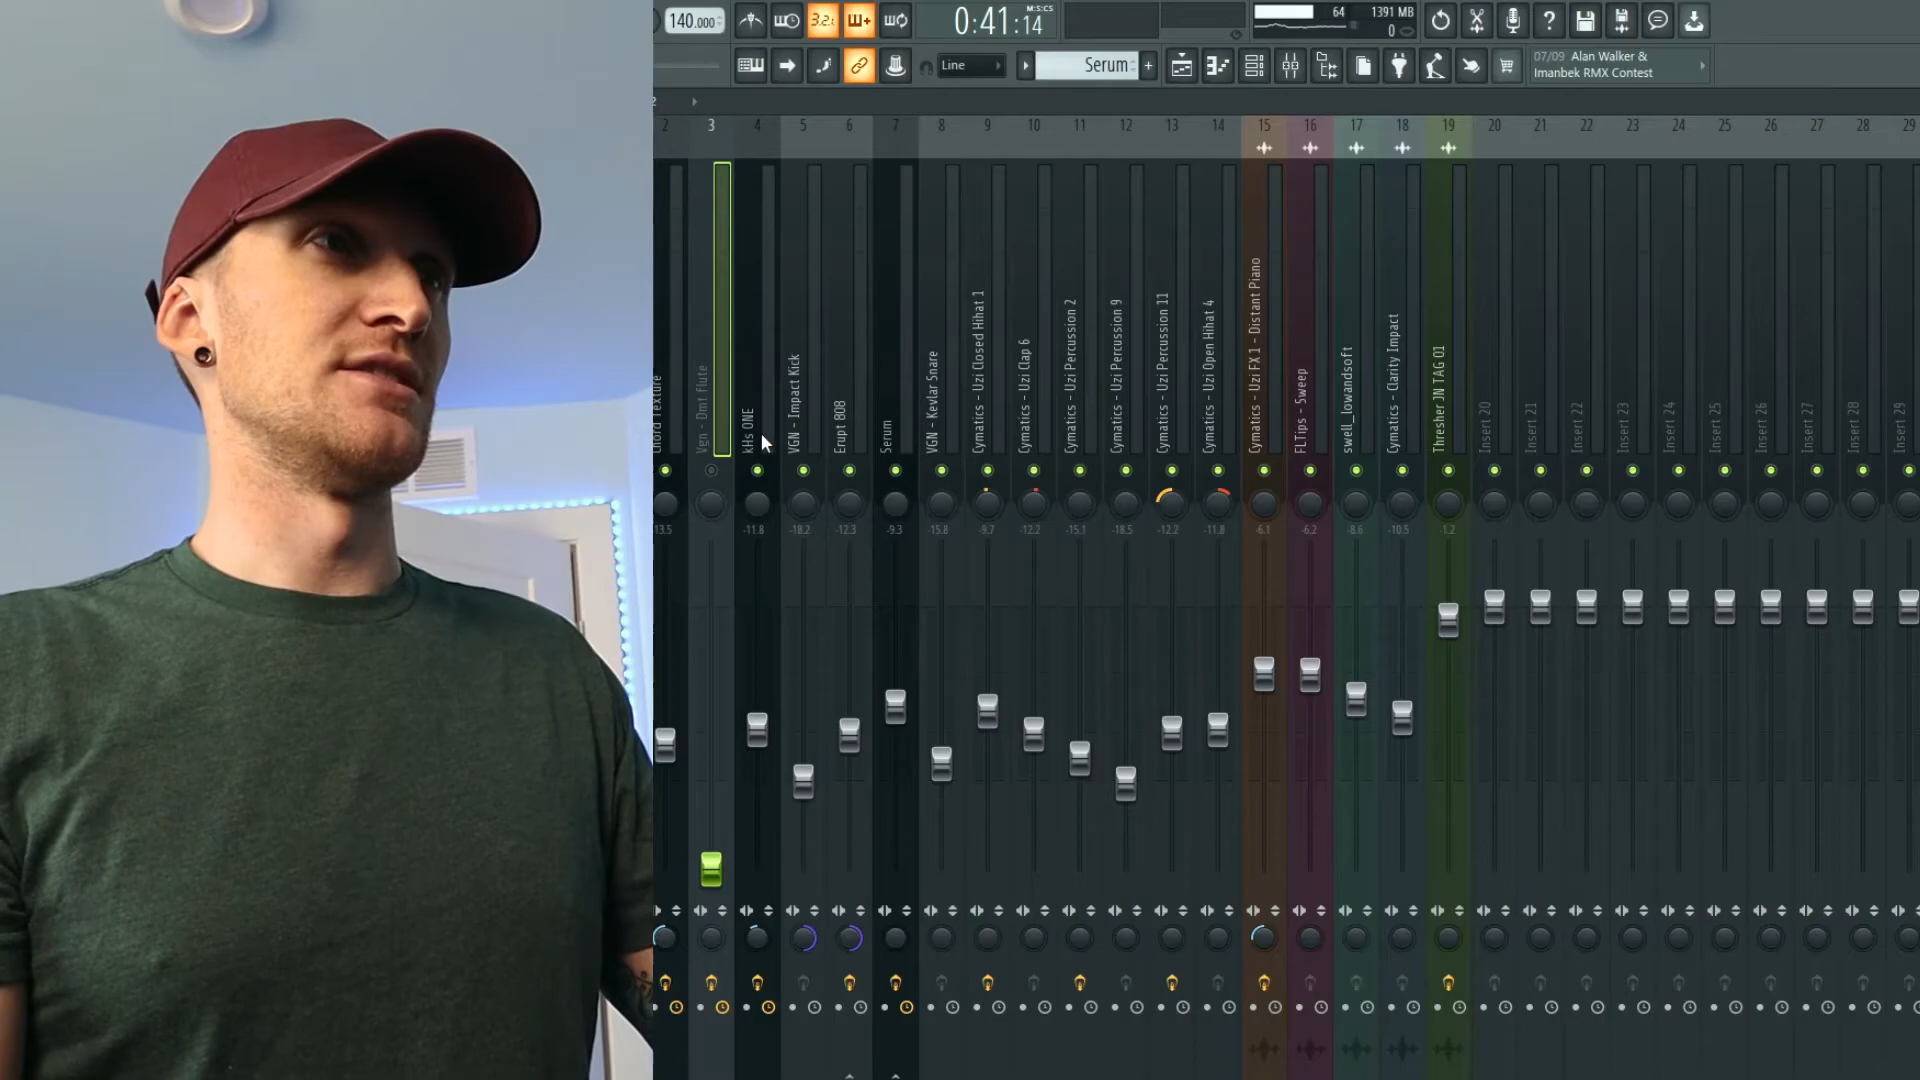 140.000
3.2:
0:41:14
M:S:CS
64
1391 MB
0
Line
Serum
07/09 Alan Walker &
Imanbek RMX Contest
2
2 3 4 5 6 7 8 9 10 11 12 13 14 15 16 17 18 19 20 21 22 23 24 25 26 27 28 29
Chord Texture
Vgn - Dmt Flute
kHs ONE
VGN - Impact Kick
Erupt 808
Serum
VGN - Kevlar Snare
Cymatics - Uzi Closed Hihat 1
Cymatics - Uzi Clap 6
Cymatics - Uzi Percussion 2
Cymatics - Uzi Percussion 9
Cymatics - Uzi Percussion 11
Cymatics - Uzi Open Hihat 4
Cymatics - Uzi FX 1 - Distant Piano
FLTips - Sweep
swell_lowandsoft
Cymatics - Clarity Impact
Thresher JN TAG 01
Insert 20
Insert 21
Insert 22
Insert 23
Insert 24
Insert 25
Insert 26
Insert 27
Insert 28
Insert 29
13.5 -11.8 -18.2 -12.3 -9.3 -15.8 -9.7 -12.2 -15.1 -18.5 -12.2 -11.8 -6.1 -6.2 -8.6 -10.5 -1.2